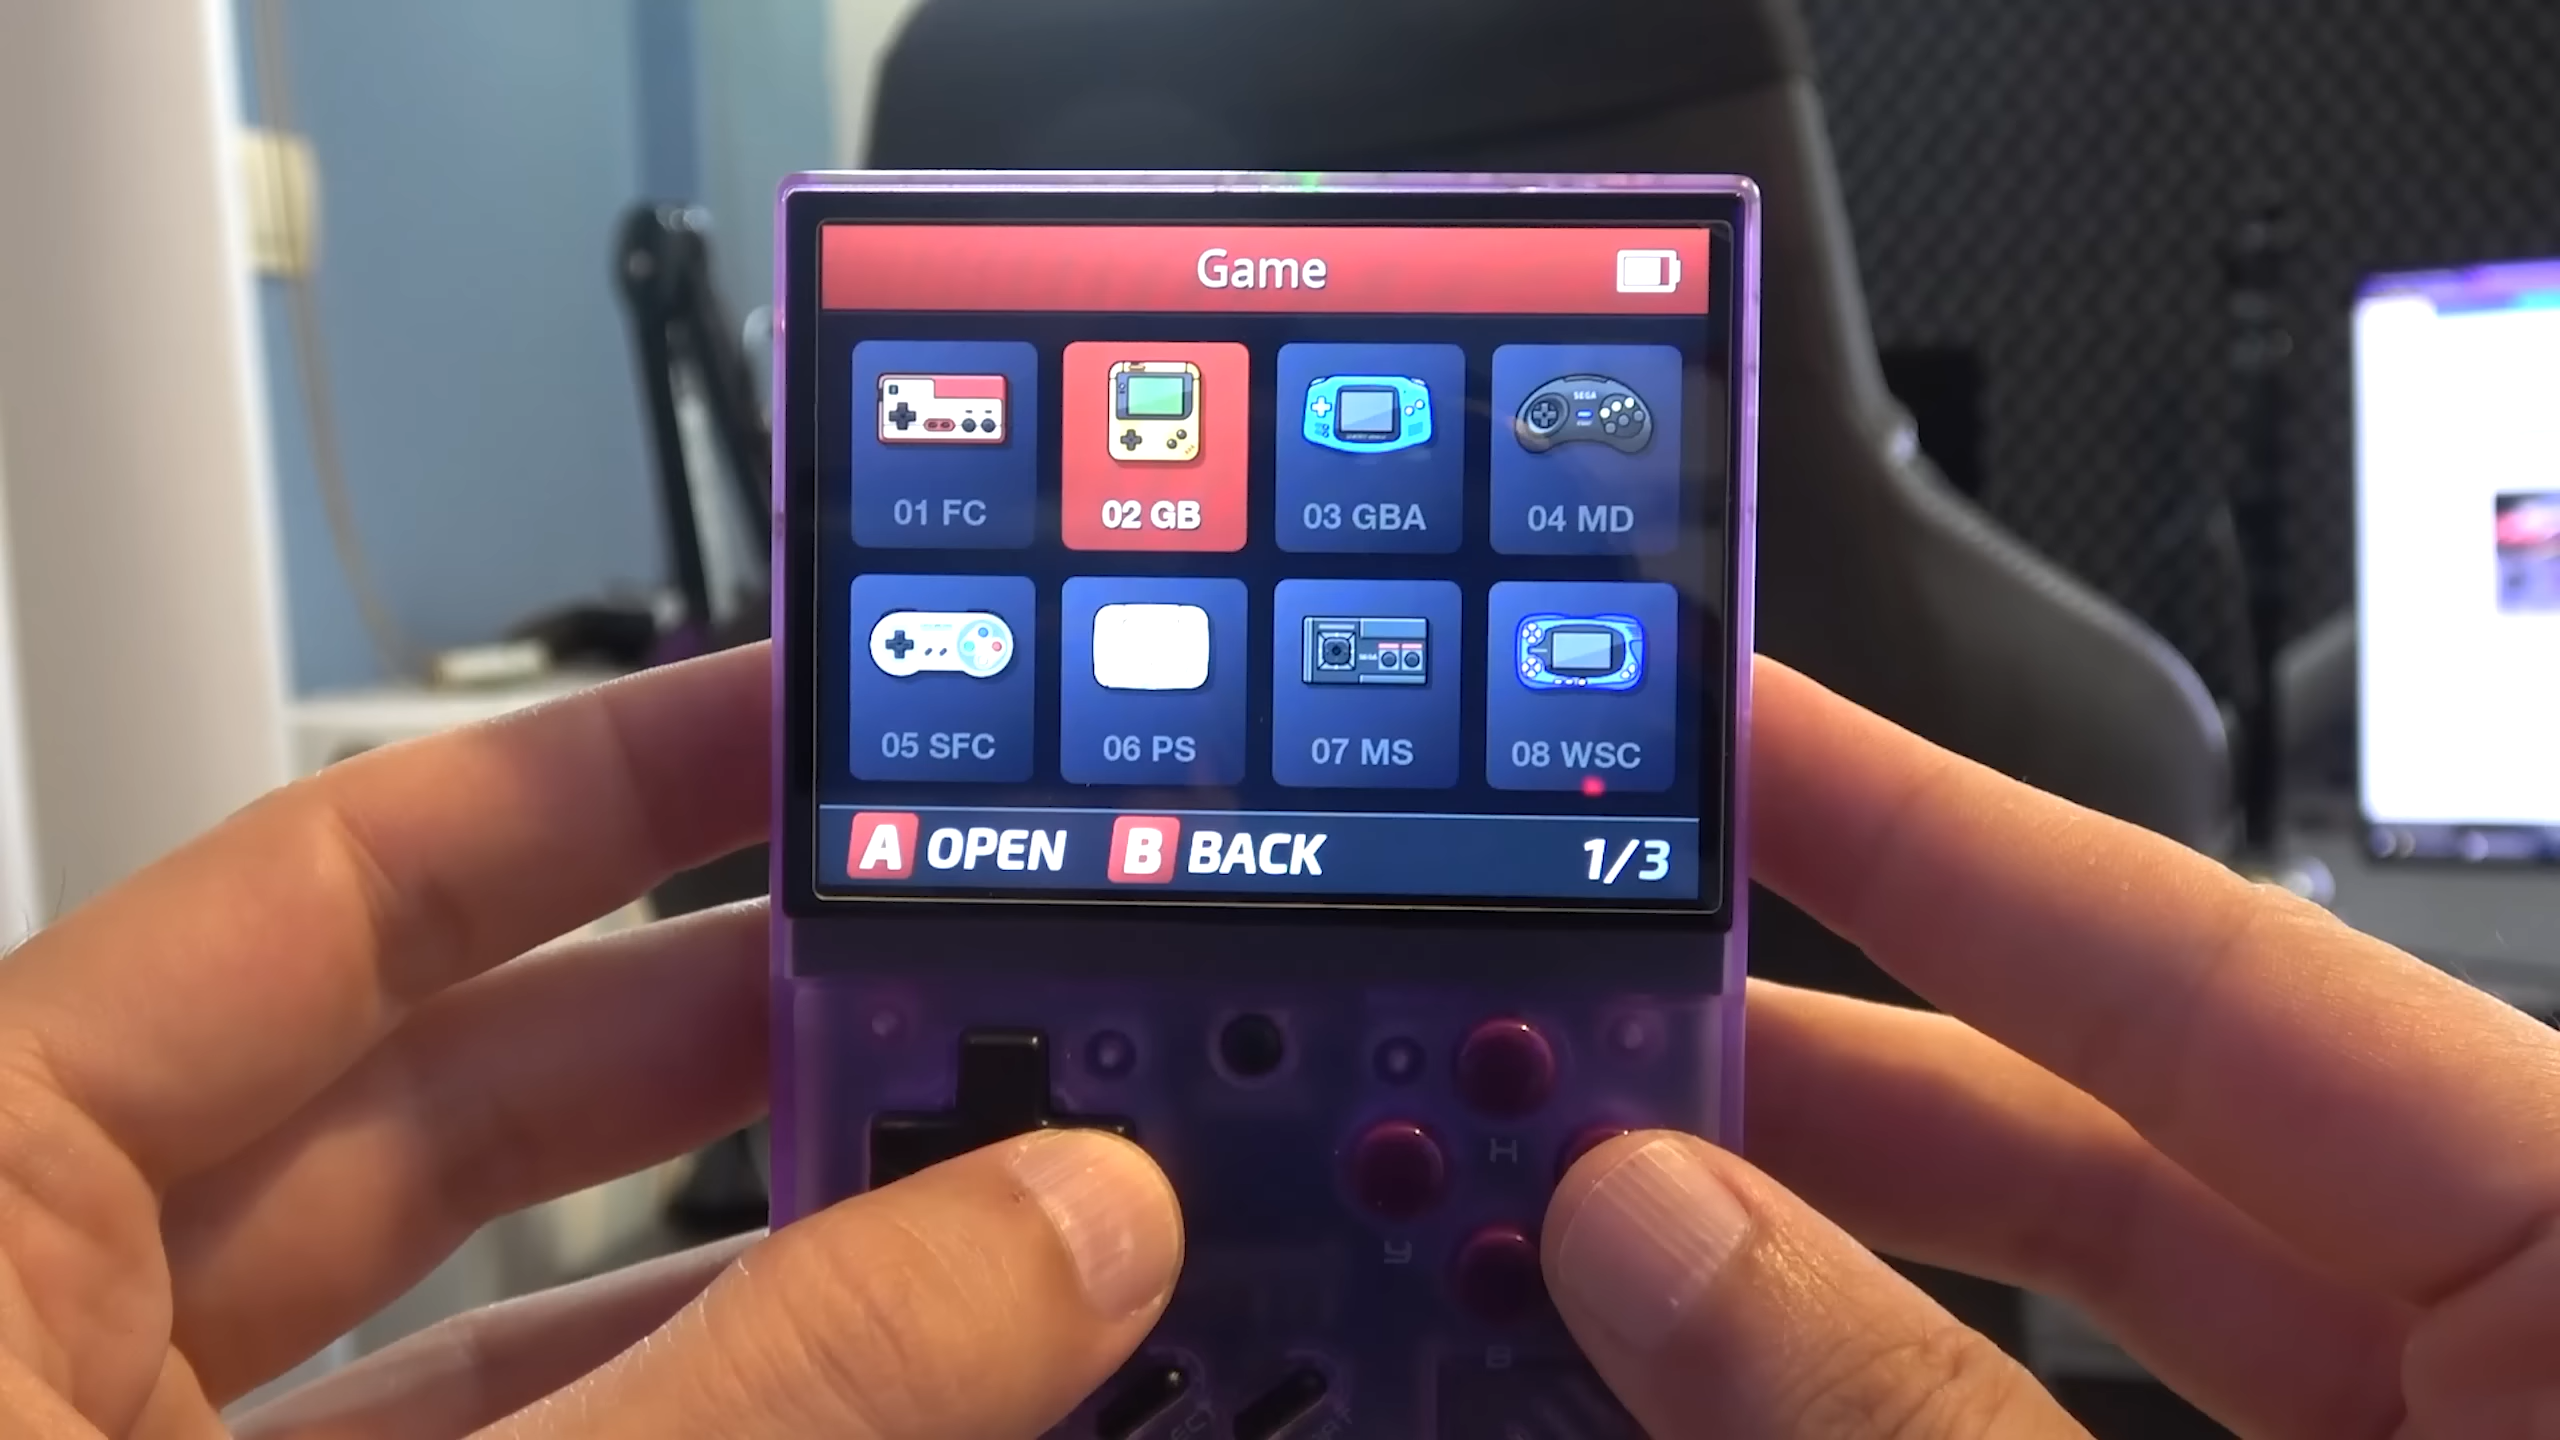 Game
01 FC
02 GB
03 GBA
SEGA
04 MD
05 SFC
06 PS
07 MS
08 WSC
A OPEN B BACK 1/3
H
y
B